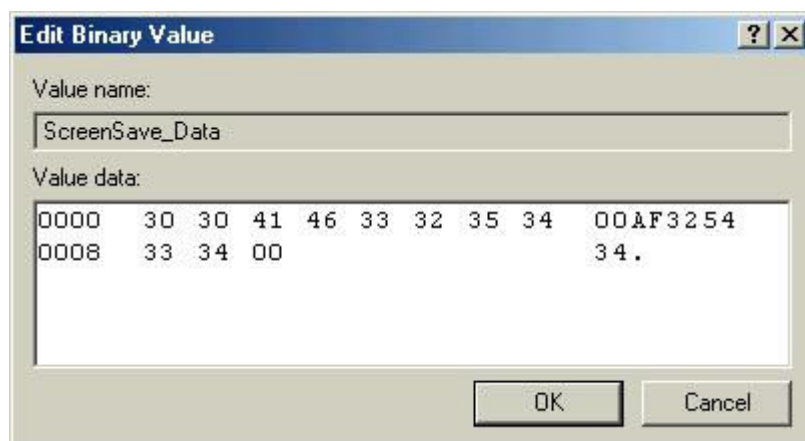 Edit Binary Value
Value name:
ScreenSave_Data
Value data:
0000 30 30 41 46 33 32 35 34 00AF3254
0008 33 34 00 34.
OK Cancel